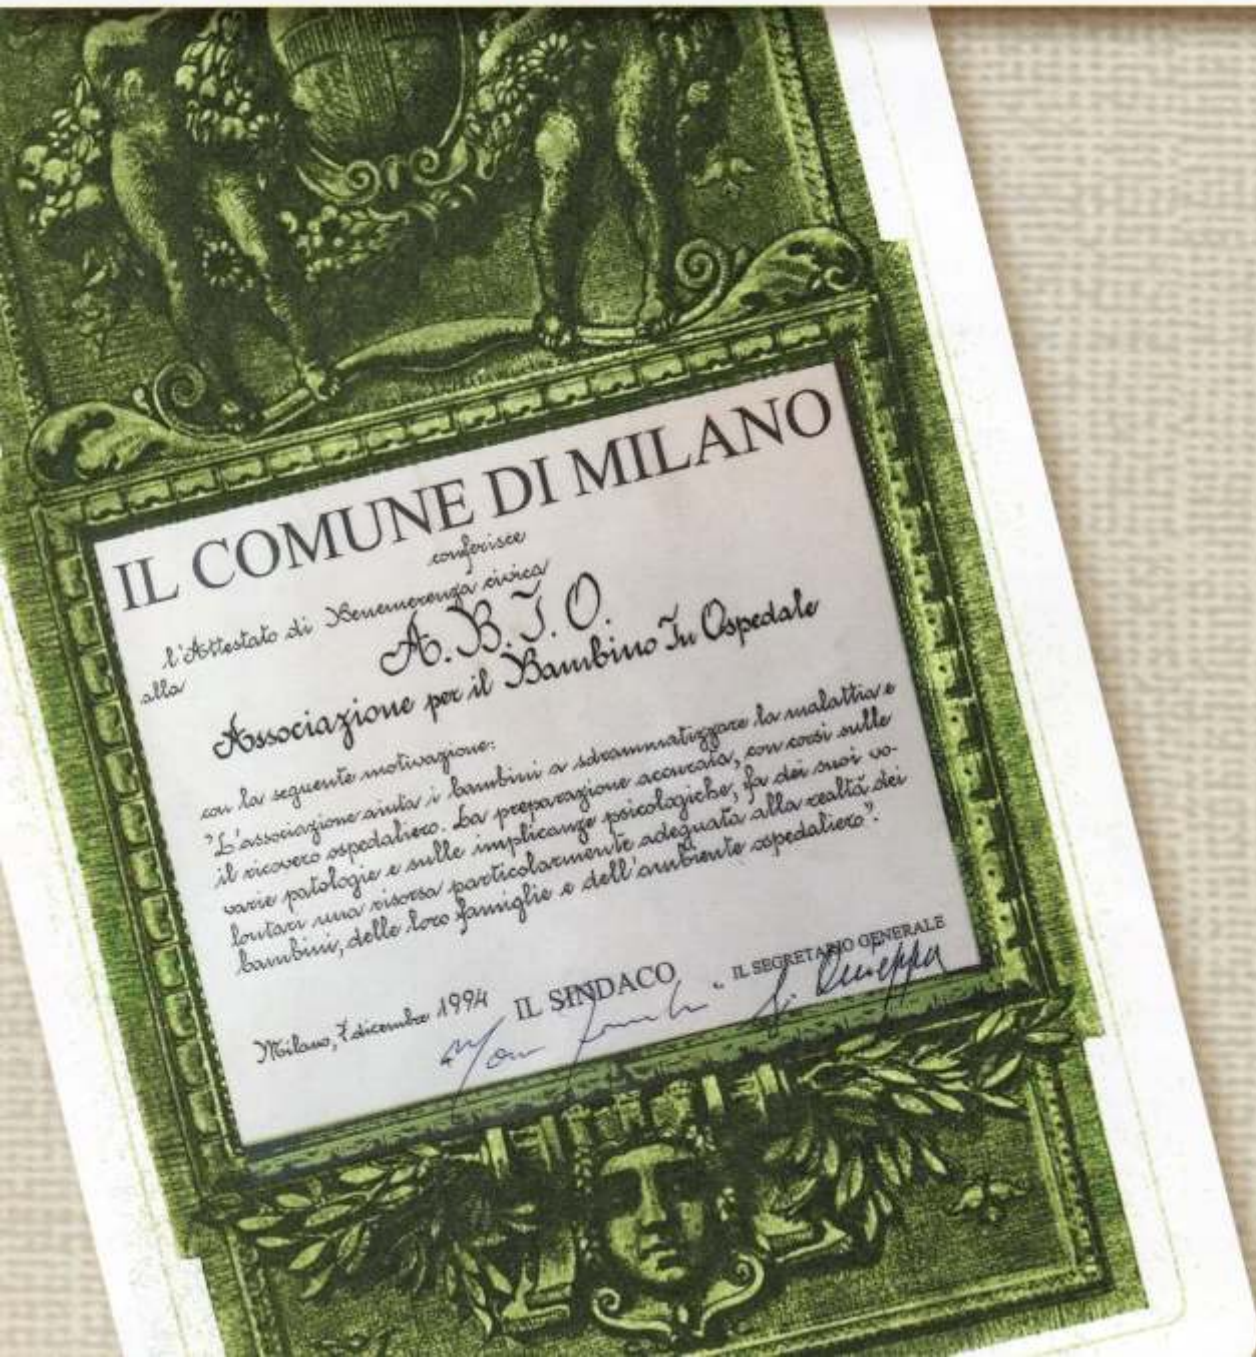 IL COMUNE DI MILANO
conferisce
l'Attestato di Benemerenza civica
alla
A.B.I.O.
Associazione per il Bambino In Ospedale
con la seguente motivazione:
"L'associazione aiuta i bambini a sdrammatizzare la malattia e
il ricovero ospedaliero. La preparazione accurata, con corsi sulle
varie patologie e sulle implicanze psicologiche, fa dei suoi vo-
lontari una risorsa particolarmente adeguata alla realtà dei
bambini, delle loro famiglie e dell'ambiente ospedaliero".
Milano, 7 dicembre 1994
IL SINDACO
IL SEGRETARIO GENERALE